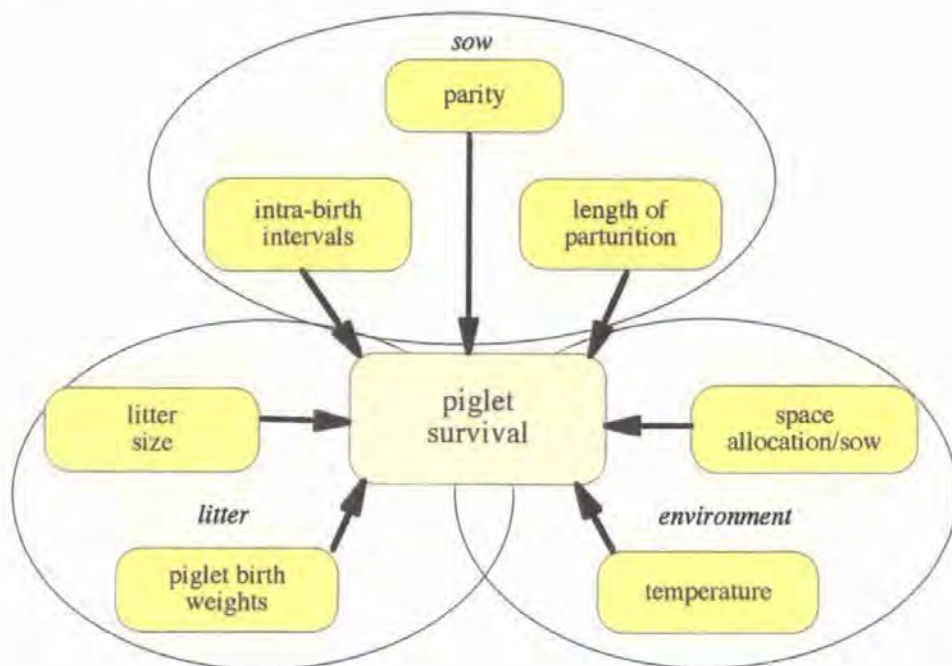 sow
parity
intra-birth
intervals
length of
parturition
litter
size
piglet
survival
space
allocation/sow
litter
environment
piglet birth
weights
temperature